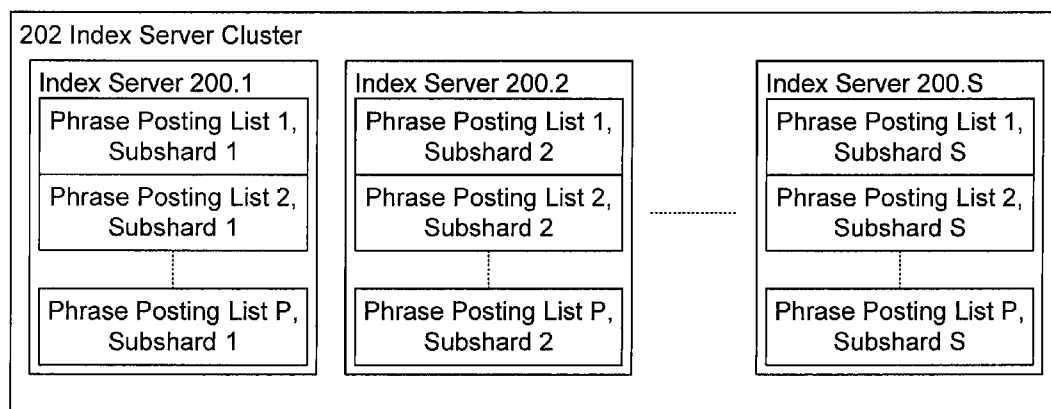 202 Index Server Cluster
Index Server 200.1
Phrase Posting List 1,
Subshard 1
Phrase Posting List 2,
Subshard 1
Phrase Posting List P,
Subshard 1
Index Server 200.2
Phrase Posting List 1,
Subshard 2
Phrase Posting List 2,
Subshard 2
Phrase Posting List P,
Subshard 2
Index Server 200.S
Phrase Posting List 1,
Subshard S
Phrase Posting List 2,
Subshard S
Phrase Posting List P,
Subshard S